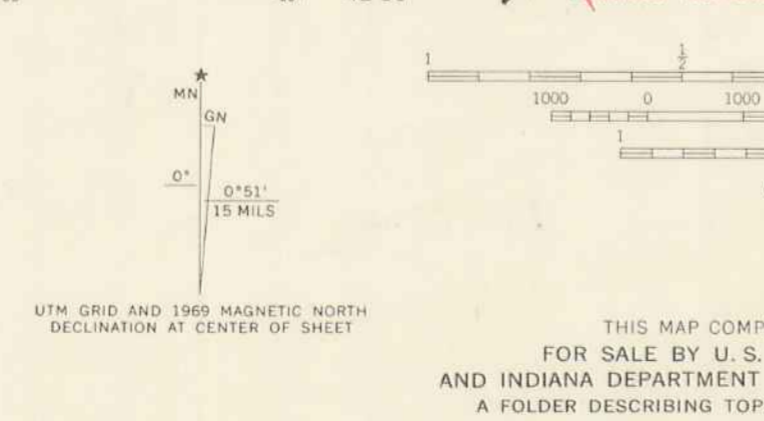 1 1/2
MN
1000 0 1000
GN
1
0°
0°51'
15 MILS
UTM GRID AND 1969 MAGNETIC NORTH
DECLINATION AT CENTER OF SHEET
THIS MAP COMP
FOR SALE BY U. S.
AND INDIANA DEPARTMENT
A FOLDER DESCRIBING TOP